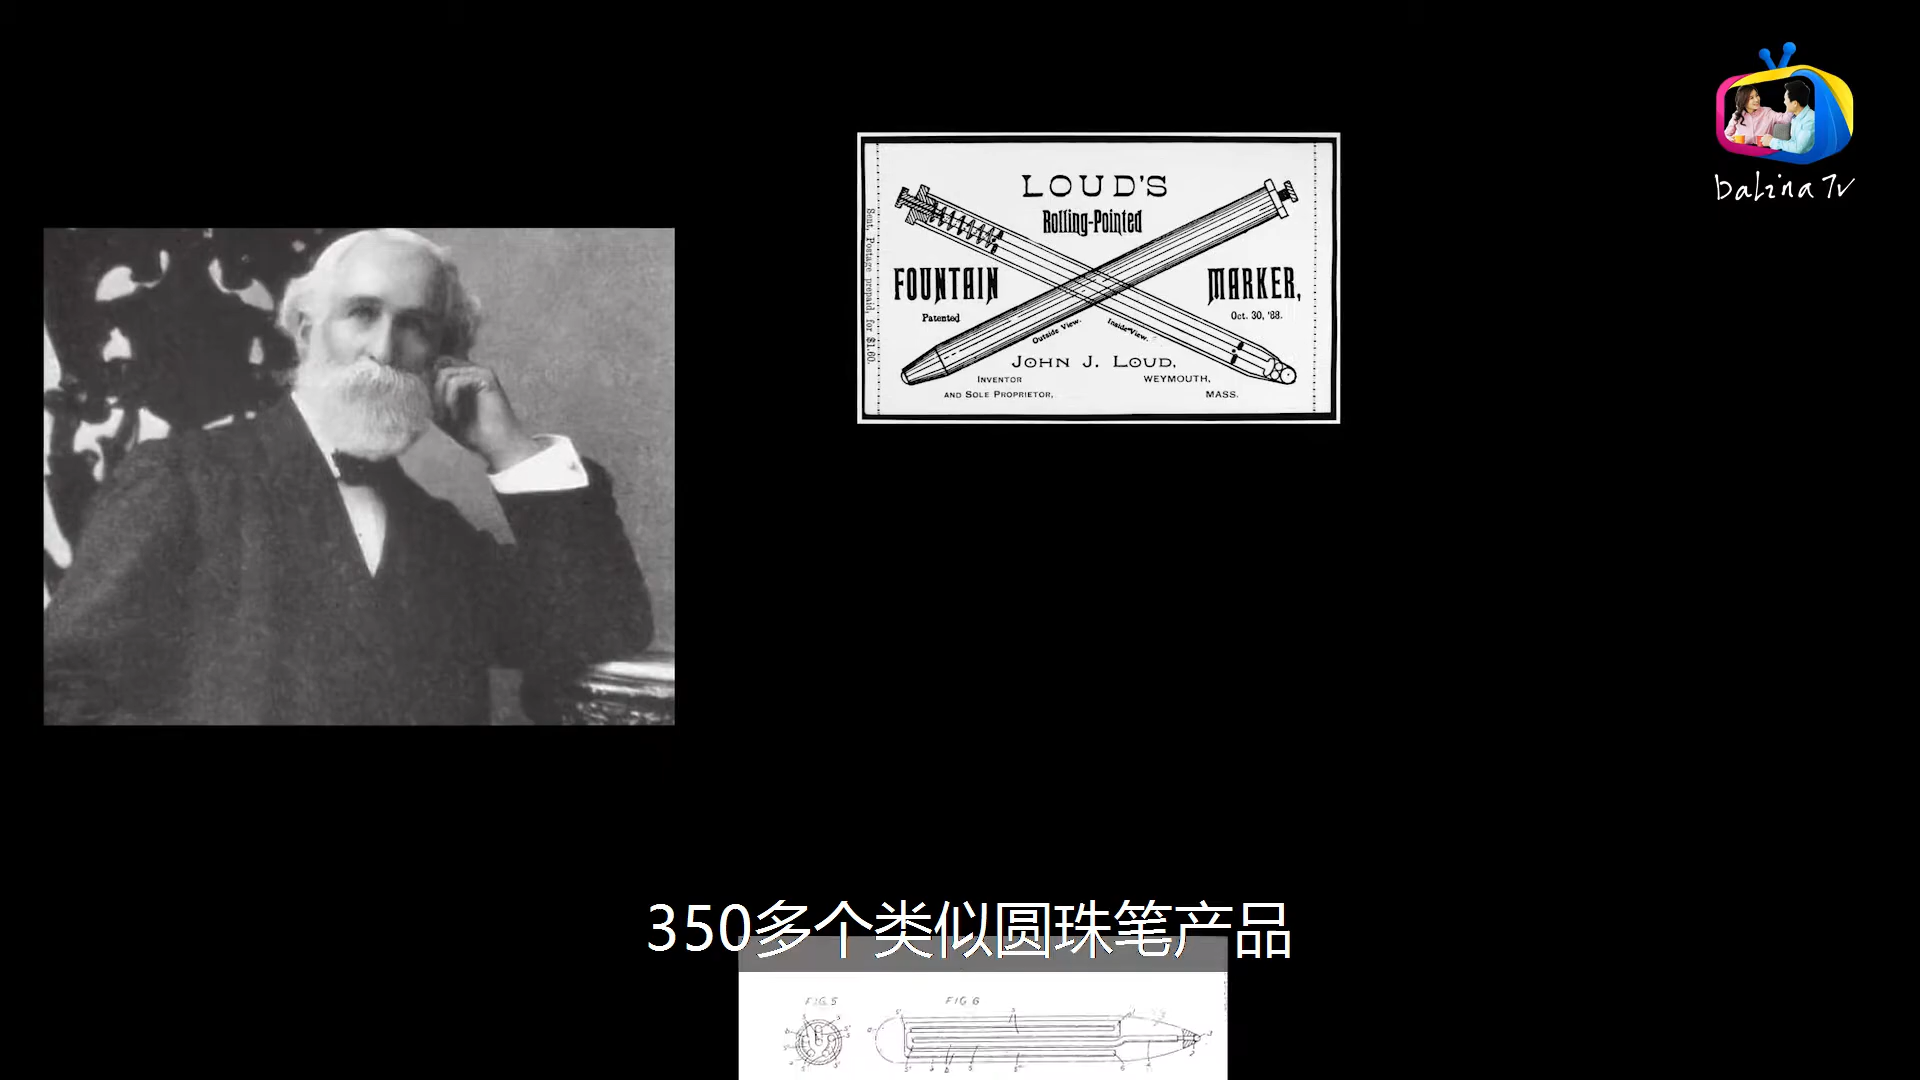 balina TV
LOUD'S
Rolling-Pointed
FOUNTAIN
MARKER,
Patented
Oct. 30, '88.
Outside View.
Inside View.
JOHN J. LOUD,
INVENTOR
WEYMOUTH,
AND SOLE PROPRIETOR,
MASS.
Sent, Postage prepaid, for $1.60.
350多个类似圆珠笔产品
FIG 5
FIG 6